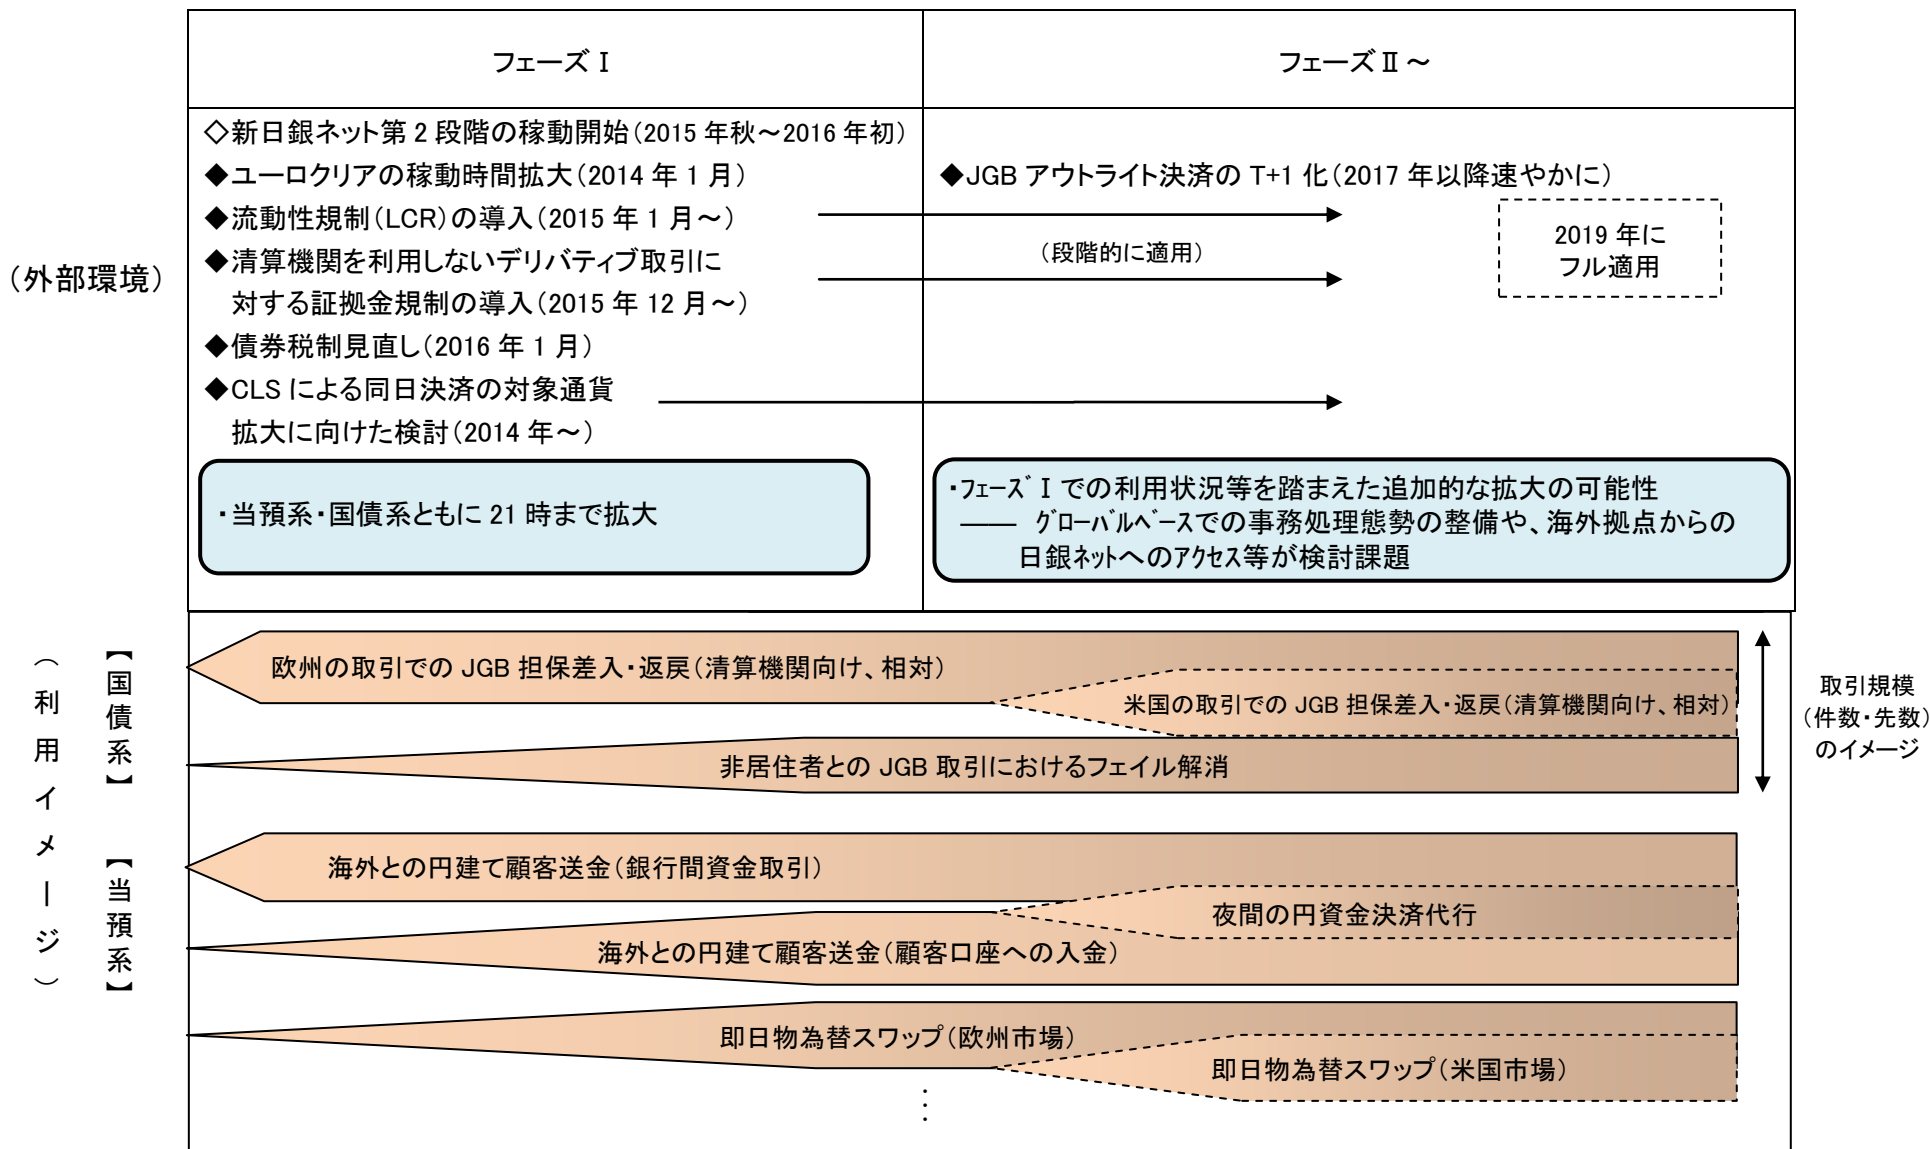 フェーズⅠ
フェーズⅡ～
（外部環境）
◇新日銀ネット第2段階の稼動開始（2015年秋～2016年初）
◆ユーロクリアの稼動時間拡大（2014年1月）
◆流動性規制（LCR）の導入（2015年1月～）
◆清算機関を利用しないデリバティブ取引に
対する証拠金規制の導入（2015年12月～）
◆債券税制見直し（2016年1月）
◆CLSによる同日決済の対象通貨
拡大に向けた検討（2014年～）
◆JGBアウトライト決済のT+1化（2017年以降速やかに）
（段階的に適用）
2019年に
フル適用
・当預系・国債系ともに21時まで拡大
・ﾌｪｰｽﾞⅠでの利用状況等を踏まえた追加的な拡大の可能性
―― ｸﾞﾛｰﾊﾞﾙﾍﾞｰｽでの事務処理態勢の整備や、海外拠点からの
日銀ﾈｯﾄへのｱｸｾｽ等が検討課題
（利用イメージ）
【国債系】
欧州の取引でのJGB担保差入・返戻（清算機関向け、相対）
米国の取引でのJGB担保差入・返戻（清算機関向け、相対）
非居住者とのJGB取引におけるフェイル解消
取引規模
（件数・先数）
のイメージ
【当預系】
海外との円建て顧客送金（銀行間資金取引）
夜間の円資金決済代行
海外との円建て顧客送金（顧客口座への入金）
即日物為替スワップ（欧州市場）
即日物為替スワップ（米国市場）
⋮